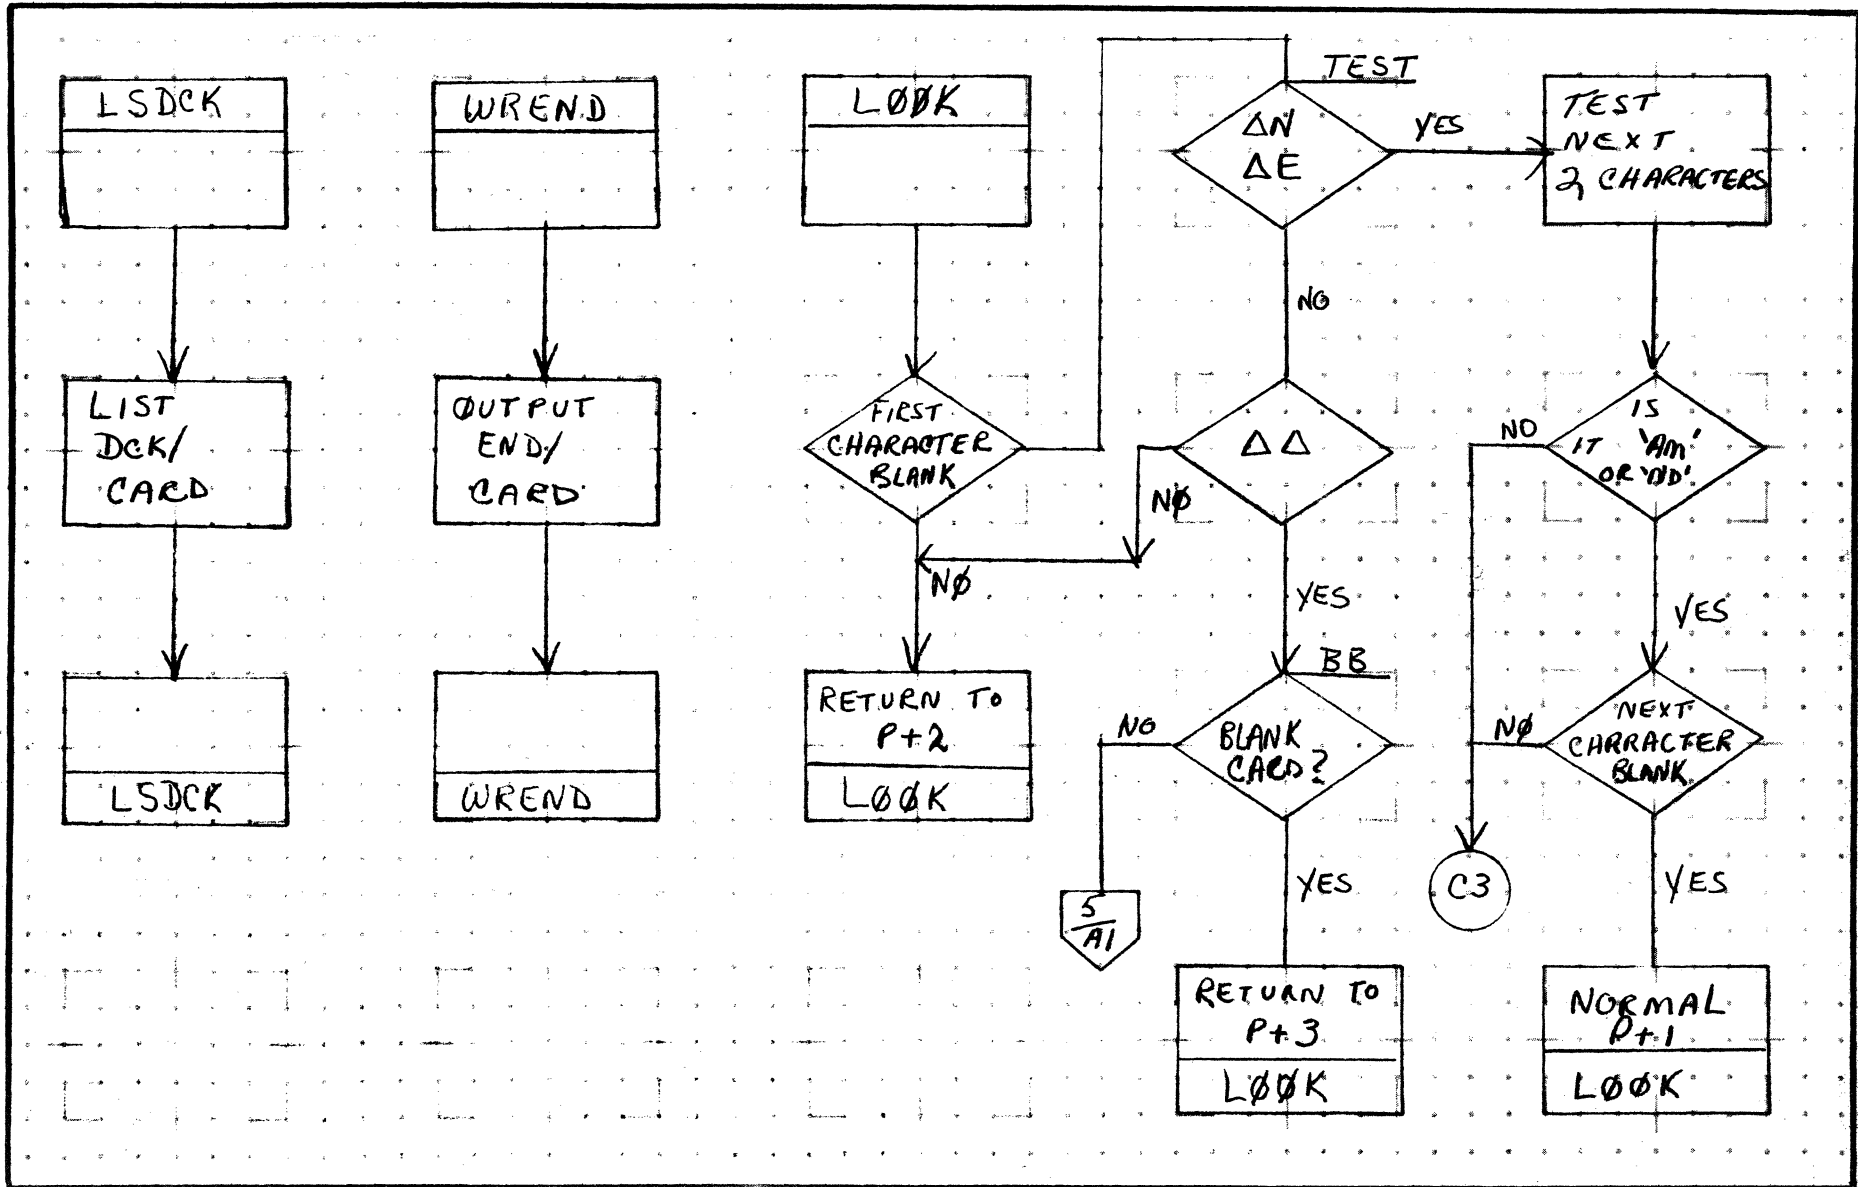 LSDCK
LIST
DCK/
CARD
LSDCK
WREND
ØUTPUT
END/
CARD
WREND
LØØK
FIRST
CHARACTER
BLANK
NØ
RETURN TO
P+2
LØØK
TEST
ΔN
ΔE
YES
NO
ΔΔ
NØ
YES
BB
BLANK
CARD?
NO
5
A1
YES
RETURN TO
P+3
LØØK
TEST
NEXT
2 CHARACTERS
IS
IT 'AM'
OR 'ND'
NO
YES
NEXT
CHARACTER
BLANK
NØ
C3
YES
NORMAL
P+1
LØØK